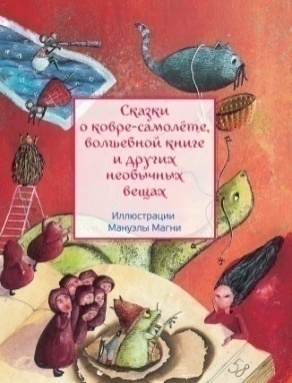 Сказки
о ковре-самолёте,
волшебной книге
и других
необычных
вещах
Иллюстрации
Мануэлы Магни
58